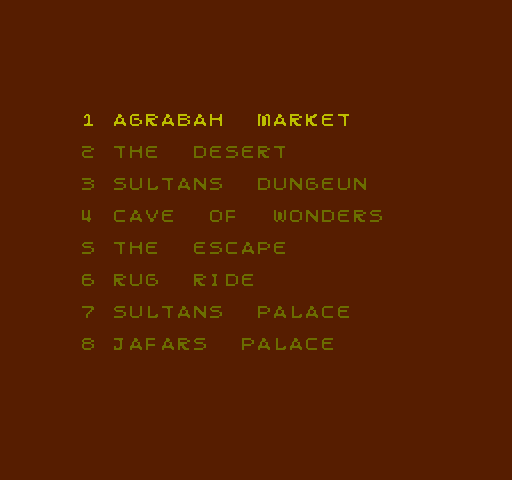 1 AGRABAH MARKET
2 THE DESERT
3 SULTANS DUNGEUN
4 CAVE OF WONDERS
5 THE ESCAPE
6 RUG RIDE
7 SULTANS PALACE
8 JAFARS PALACE